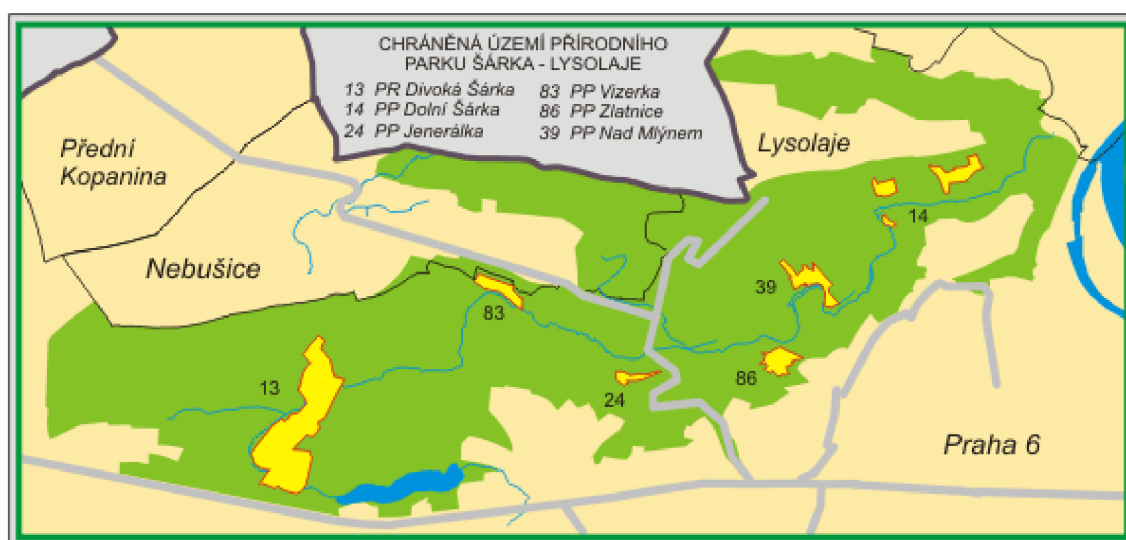 CHRÁNĚNÁ ÚZEMÍ PŘÍRODNÍHO
PARKU ŠÁRKA - LYSOLAJE
13 PR Divoká Šárka
14 PP Dolní Šárka
24 PP Jenerálka
83 PP Vizerka
86 PP Zlatnice
39 PP Nad Mlýnem
Přední
Kopanina
Lysolaje
Nebušice
14
39
83
13
24
86
Praha 6